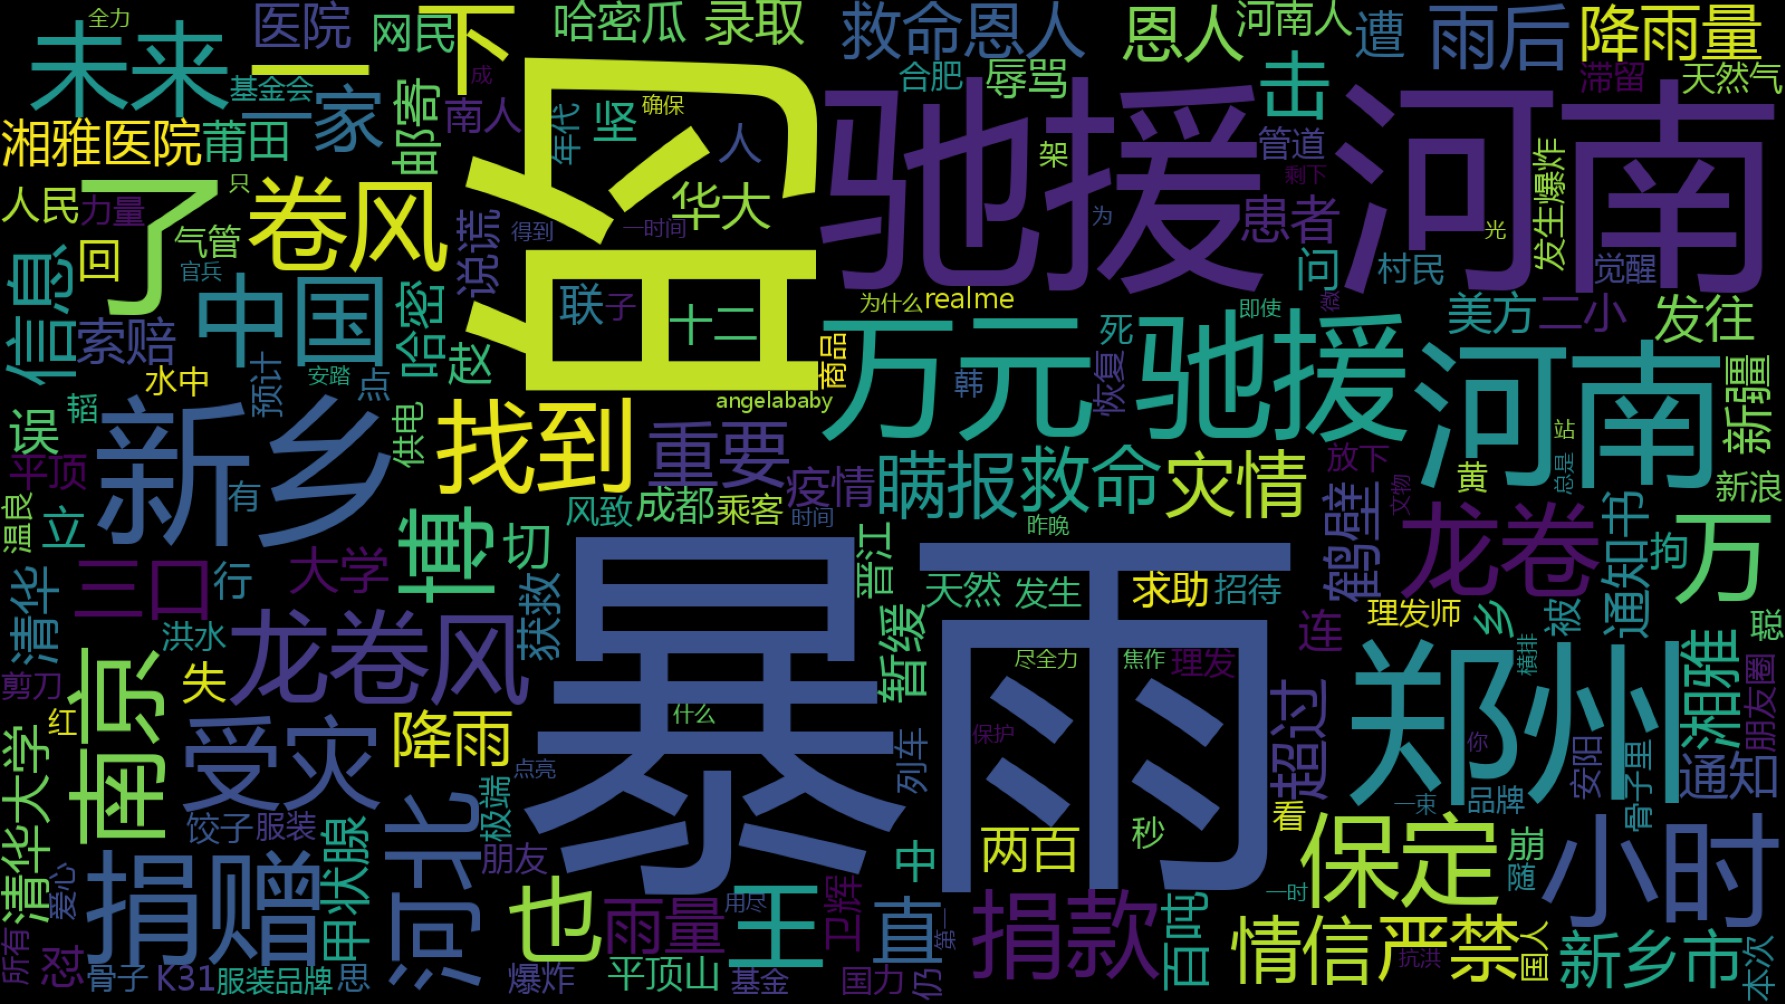 全力
未来
医院
一
网民
下
哈密瓜
录取
救命恩人
恩人
河南人
遭
雨后
降雨量
基金会
二
家
邮寄
成
南人
年代
坚
确保
人
的
合肥
辱骂
击
滞留
天然气
湘雅医院
莆田
驰援河南
架
管道
剩下
发生爆炸
人民
力量
了
只
卷风
气管
说谎
得到
一时间
华大
患者
为
光
信息
回
官兵
中国
哈密
联
子
十二
为什么
realme
问
即使
村民
觉醒
美方
二小
发往
索赔
水中
预计
安踏
点
赵
商品
angelababy
万元
死
恢复
韩
驰援河南
新疆
误
韬
新乡
供电
找到
重要
瞒报
救命
灾情
放下
站
总是
黄
新浪
平顶
有
温良
立
博
切
风致
成都
乘客
疫情
时间
昨晚
鹤壁
文物
龙卷
通知书
拘
万
清华
三口
行
大学
获救
暴雨
晋江
天然
发生
求助
招待
理发师
乡
被
聪
洪水
龙卷风
暂缓
尽全力
焦作
理发
连
横排
湘雅
朋友圈
剪刀
红
南京
失
什么
保护
超过
郑州
你
安阳
骨子里
通知
清华大学
受灾
降雨
点亮
极端
列车
一束
品牌
饺子
服装
甲状腺
河北
朋友
中
两百
秒
看
保定
崩
随
小时
爱心
捐赠
也
雨量
用尽
王
卫辉
直
第一
捐款
百吨
一时
情信
严禁
抗洪
国人
新乡市
本次
所有
怼
骨子
K31
服装品牌
思
爆炸
平顶山
基金
国力
仍